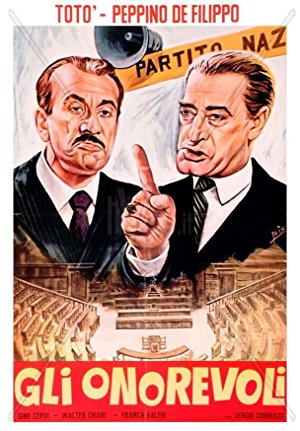 TOTO' - PEPPINO DE FILIPPO
PARTITO NAZ
GLI ONOREVOLI
GINO CERVI - WALTER CHIARI - FRANCA VALERI
SERGIO CORBUCCI